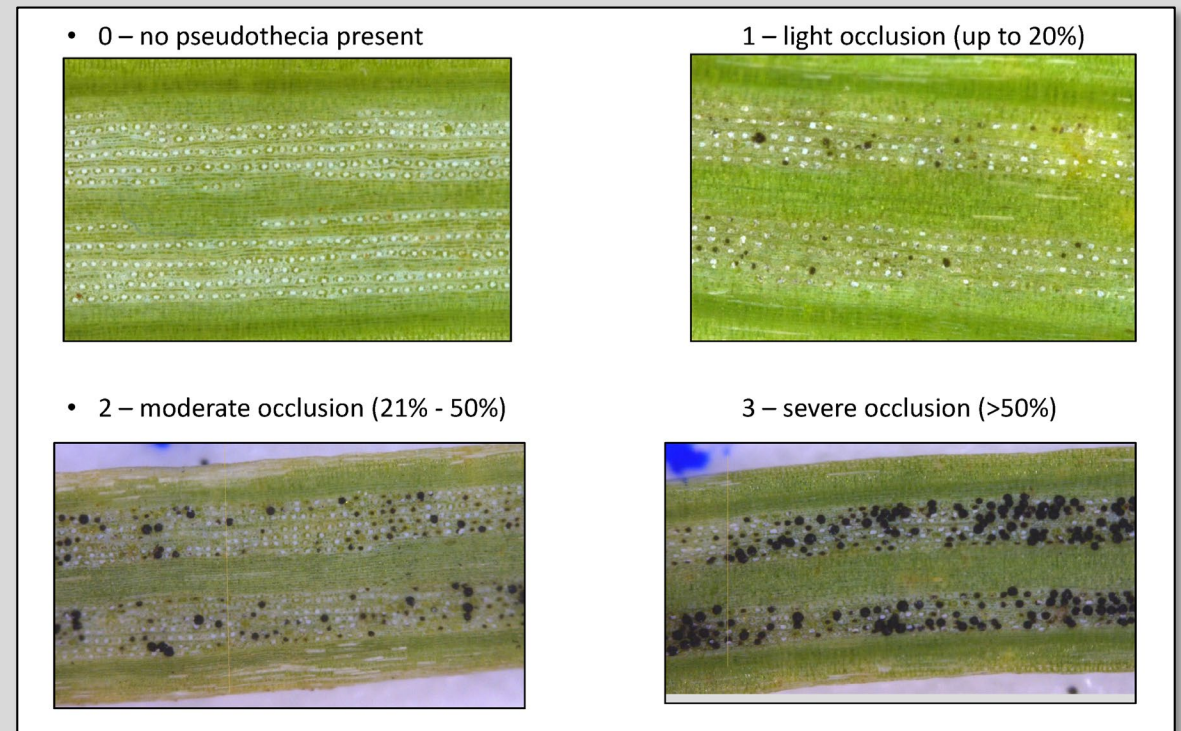 • 0 – no pseudothecia present
1 – light occlusion (up to 20%)
• 2 – moderate occlusion (21% - 50%)
3 – severe occlusion (>50%)